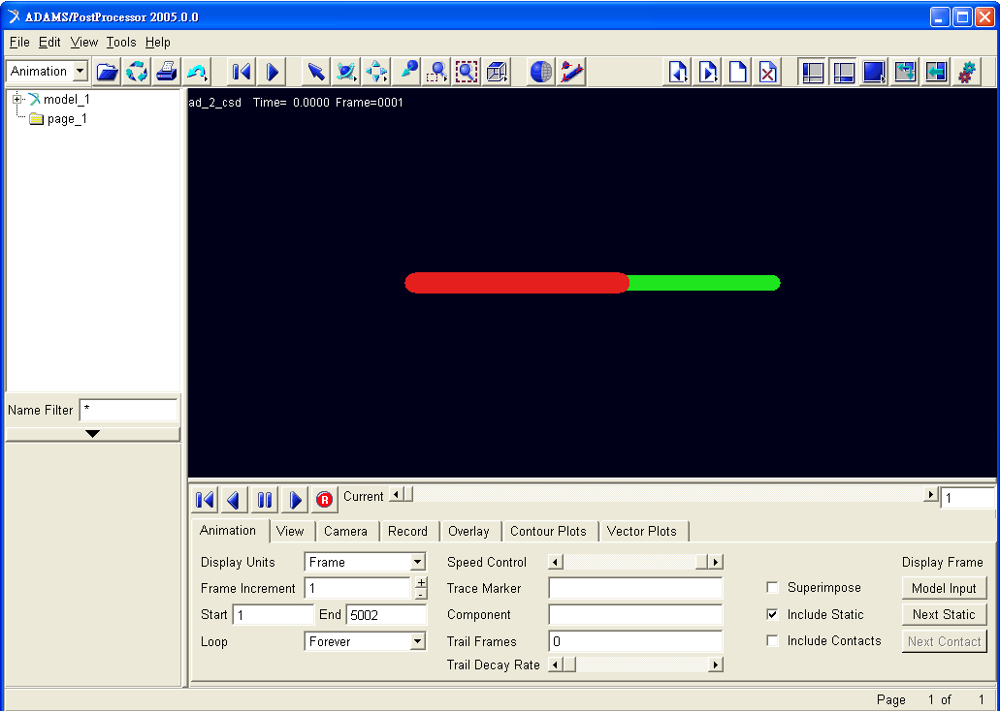 ADAMS/PostProcessor 2005.0.0
File Edit View Tools Help
Animation
model_1
page_1
ad_2_csd Time= 0.0000 Frame=0001
Name Filter *
R Current 1
Animation View Camera Record Overlay Contour Plots Vector Plots
Display Units Frame Speed Control Display Frame
Frame Increment 1 + - Trace Marker Superimpose Model Input
Start 1 End 5002 Component Include Static Next Static
Loop Forever Trail Frames 0 Include Contacts Next Contact
Trail Decay Rate
Page 1 of 1